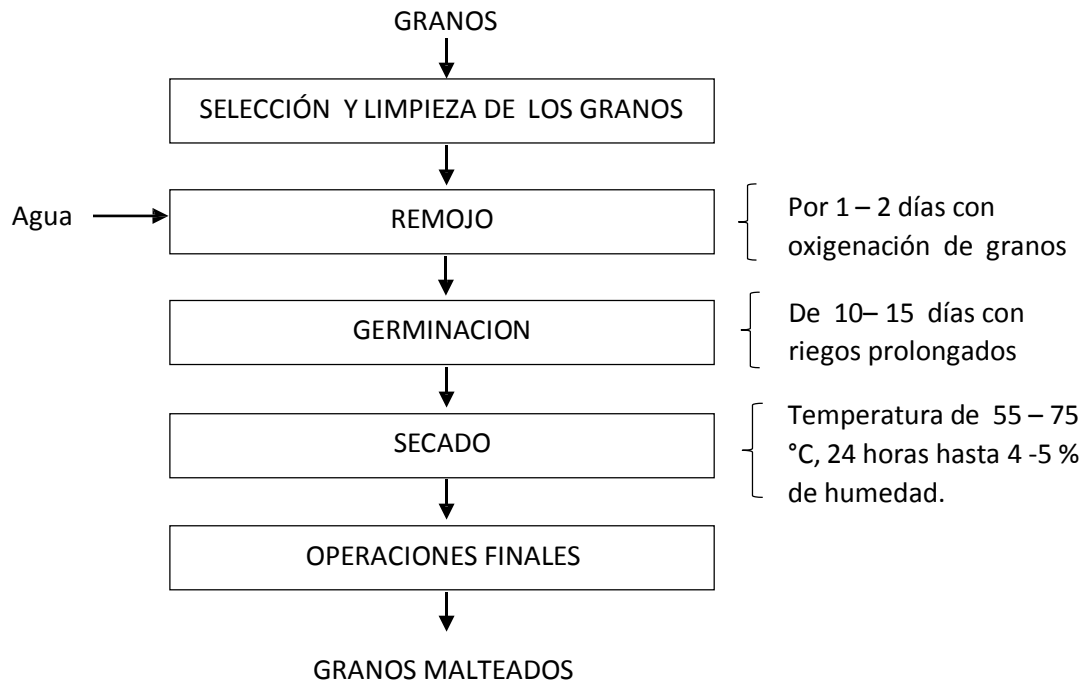 GRANOS
SELECCIÓN Y LIMPIEZA DE LOS GRANOS
Agua
REMOJO
Por 1 – 2 días con
oxigenación de granos
GERMINACION
De 10– 15 días con
riegos prolongados
SECADO
Temperatura de 55 – 75
°C, 24 horas hasta 4 -5 %
de humedad.
OPERACIONES FINALES
GRANOS MALTEADOS